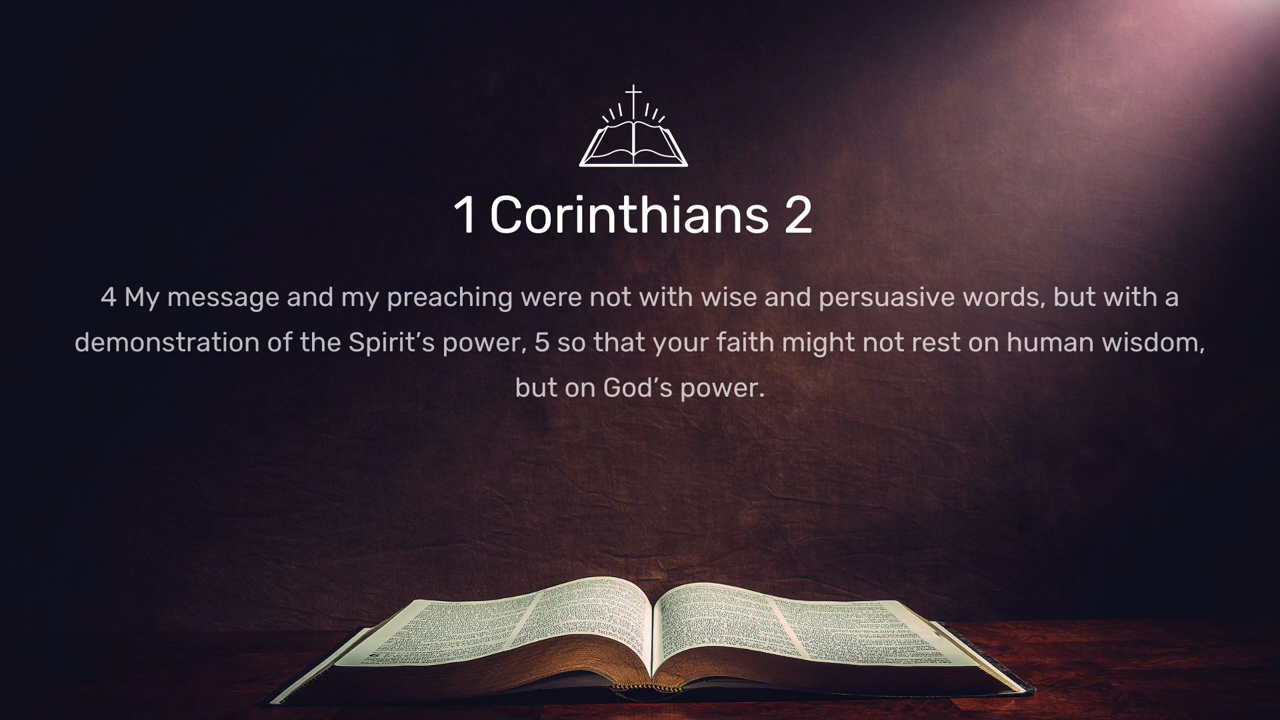 1 Corinthians 2
4 My message and my preaching were not with wise and persuasive words, but with a
demonstration of the Spirit’s power, 5 so that your faith might not rest on human wisdom,
but on God’s power.